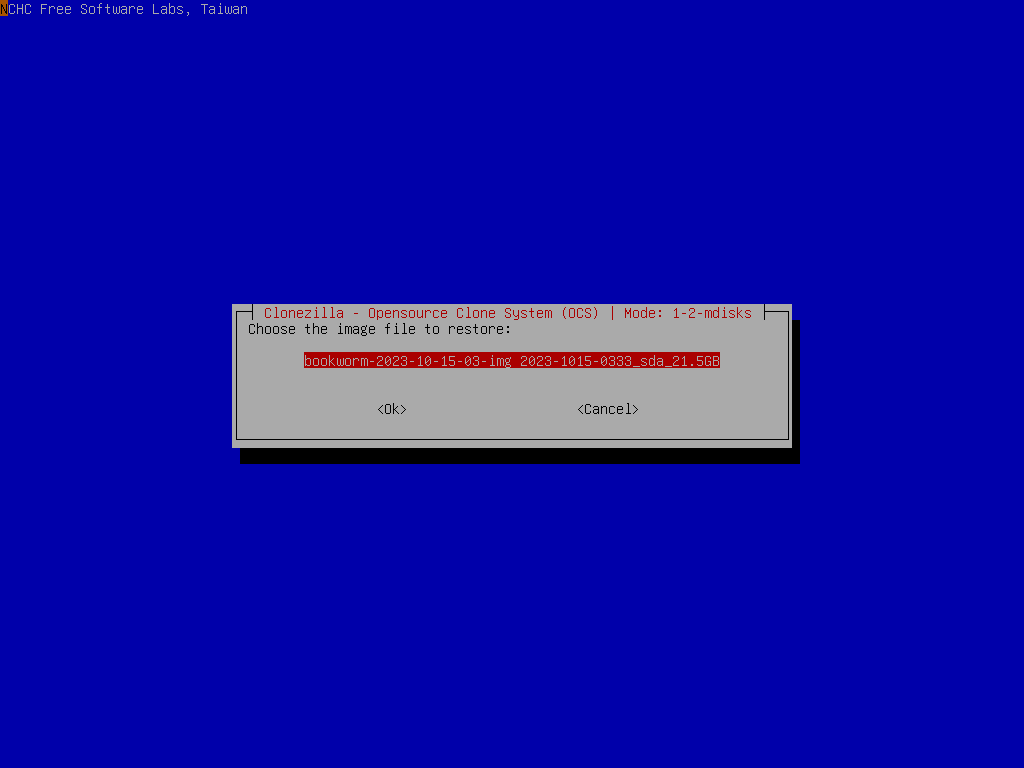 NCHC Free Software Labs, Taiwan
Clonezilla - Opensource Clone System (OCS) | Mode: 1-2-mdisks
Choose the image file to restore:
bookworm-2023-10-15-03-img 2023-1015-0333_sda_21.5GB
<Ok> <Cancel>